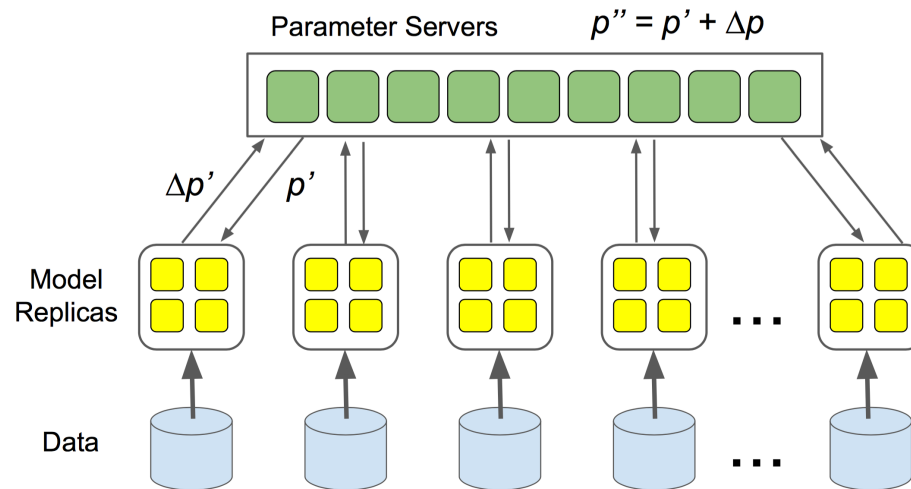 Parameter Servers
p’’ = p’ + Δp
Δp’
p’
Model
Replicas
...
Data
...